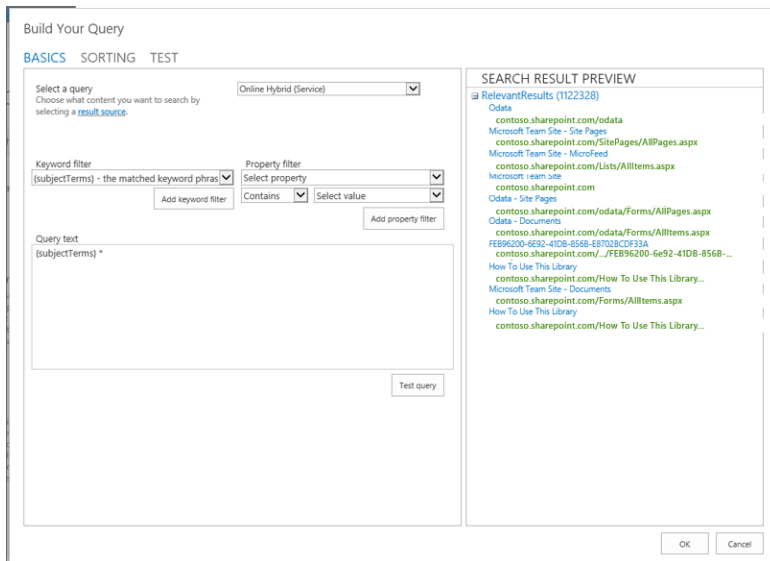 Build Your Query
BASICS SORTING TEST
Select a query
Online Hybrid (Service)
Choose what content you want to search by
selecting a result source.
Keyword filter
Property filter
{subjectTerms} - the matched keyword phras
Select property
Add keyword filter
Contains
Select value
Add property filter
Query text
{subjectTerms} *
Test query
SEARCH RESULT PREVIEW
RelevantResults (1122328)
Odata
contoso.sharepoint.com/odata
Microsoft Team Site - Site Pages
contoso.sharepoint.com/SitePages/AllPages.aspx
Microsoft Team Site - MicroFeed
contoso.sharepoint.com/Lists/AllItems.aspx
Microsoft Team Site
contoso.sharepoint.com
Odata - Site Pages
contoso.sharepoint.com/odata/Forms/AllPages.aspx
Odata - Documents
contoso.sharepoint.com/odata/Forms/AllItems.aspx
FEB96200-6E92-41DB-856B-E8702BCDF33A
contoso.sharepoint.com/.../FEB96200-6e92-41DB-856B-...
How To Use This Library
contoso.sharepoint.com/How To Use This Library...
Microsoft Team Site - Documents
contoso.sharepoint.com/Forms/AllItems.aspx
How To Use This Library
contoso.sharepoint.com/How To Use This Library...
OK
Cancel